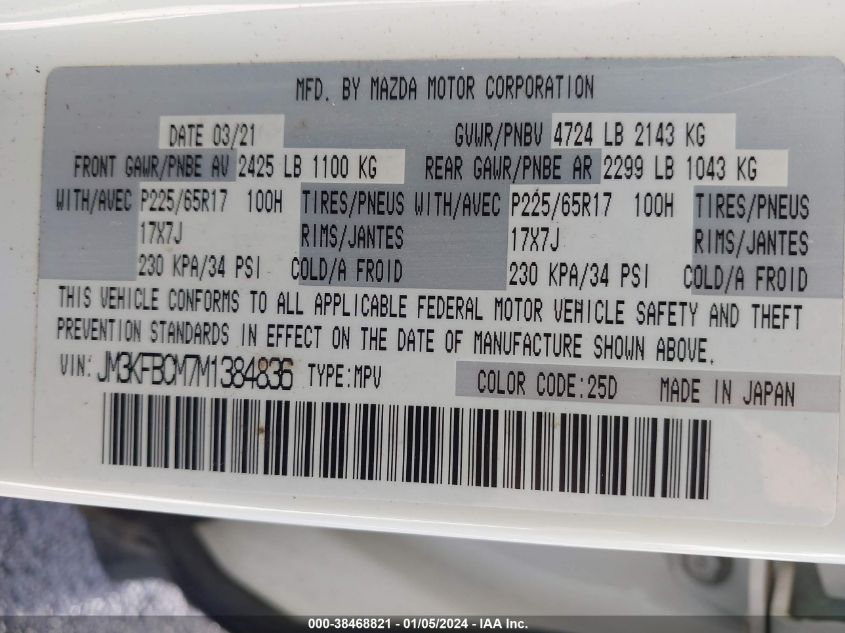 MFD. BY MAZDA MOTOR CORPORATION
DATE 03/21 GVWR/PNBV 4724 LB 2143 KG
FRONT GAWR/PNBE AV 2425 LB 1100 KG REAR GAWR/PNBE AR 2299 LB 1043 KG
WITH/AVEC P225/65R17 100H TIRES/PNEUS WITH/AVEC P225/65R17 100H TIRES/PNEUS
17X7J RIMS/JANTES 17X7J RIMS/JANTES
230 KPA/34 PSI COLD/A FROID 230 KPA/34 PSI COLD/A FROID
THIS VEHICLE CONFORMS TO ALL APPLICABLE FEDERAL MOTOR VEHICLE SAFETY AND THEFT
PREVENTION STANDARDS IN EFFECT ON THE DATE OF MANUFACTURE SHOWN ABOVE.
VIN: JM3KFBCM7M1384836 TYPE:MPV COLOR CODE:25D MADE IN JAPAN
000-38468821 - 01/05/2024 - IAA Inc.